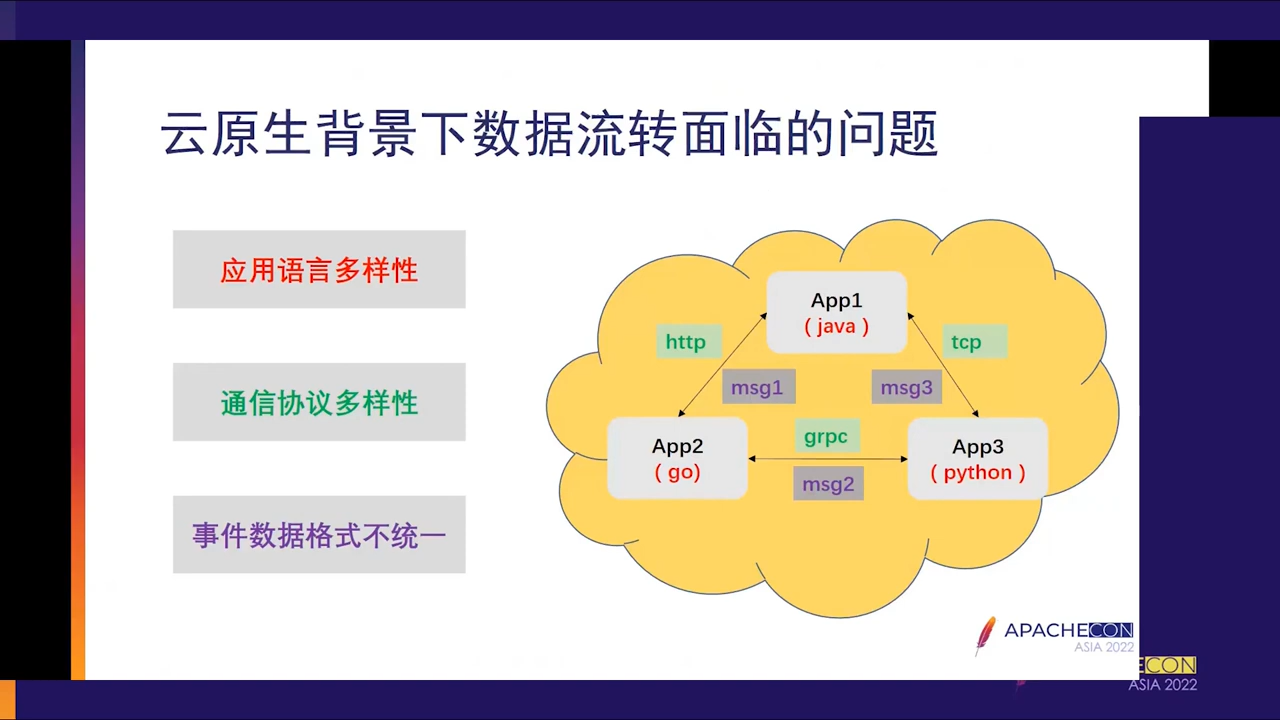 云原生背景下数据流转面临的问题
应用语言多样性
通信协议多样性
事件数据格式不统一
App1
( java )
http
tcp
msg1
msg3
App2
( go)
grpc
msg2
App3
( python )
APACHECON
ASIA 2022
ECON
ASIA 2022